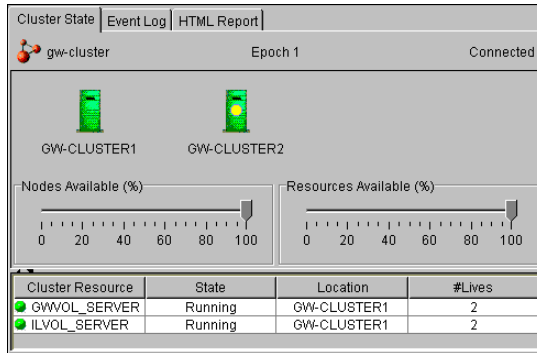 Cluster State Event Log HTML Report
gw-cluster Epoch 1 Connected
GW-CLUSTER1 GW-CLUSTER2
Nodes Available (%) Resources Available (%)
0 20 40 60 80 100 0 20 40 60 80 100
Cluster Resource State Location #Lives
GWVOL_SERVER Running GW-CLUSTER1 2
ILVOL_SERVER Running GW-CLUSTER1 2